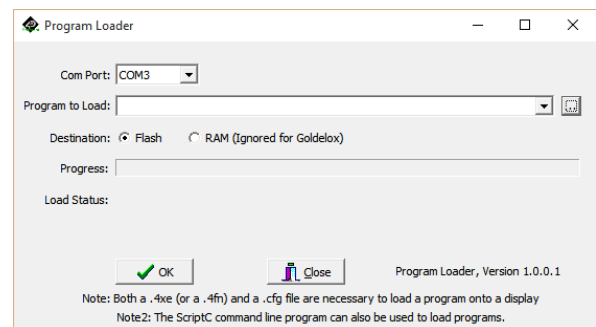 Program Loader
Com Port: COM3
Program to Load:
Destination: Flash RAM (Ignored for Goldelox)
Progress:
Load Status:
OK Close Program Loader, Version 1.0.0.1
Note: Both a .4xe (or a .4fn) and a .cfg file are necessary to load a program onto a display
Note2: The ScriptC command line program can also be used to load programs.